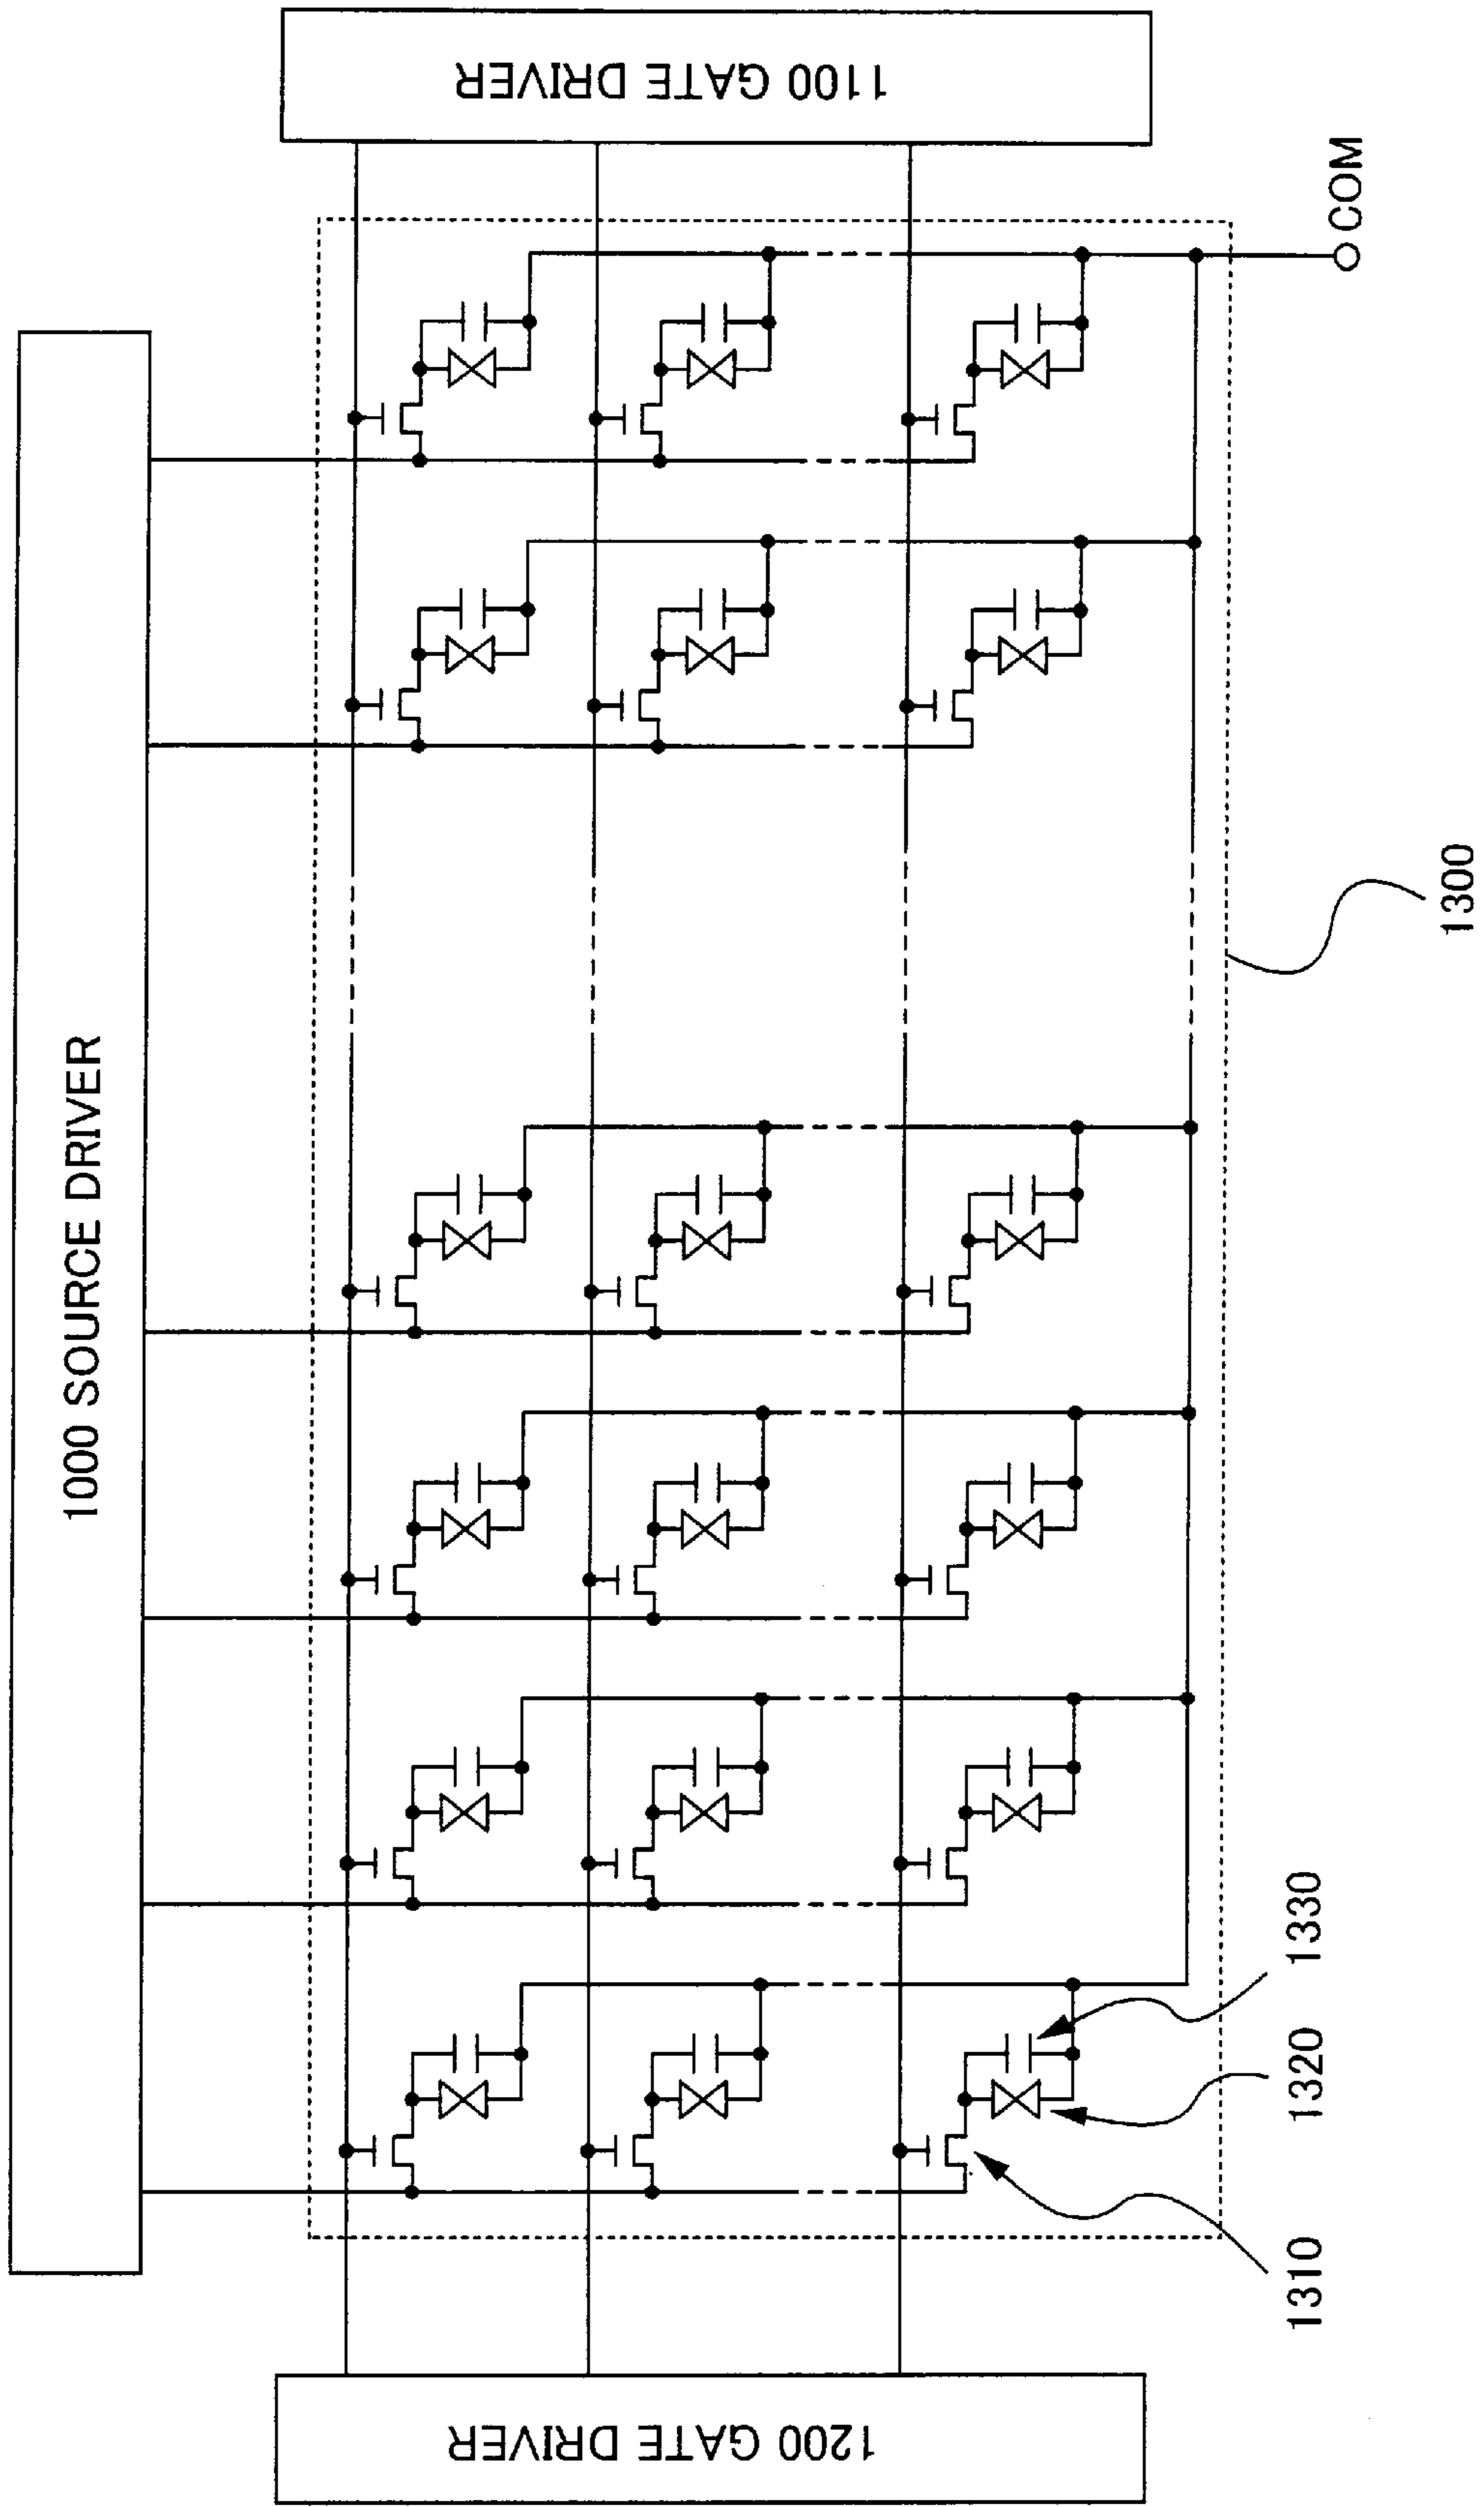 1000 SOURCE DRIVER
1200 GATE DRIVER
1100 GATE DRIVER
1310
1320
1330
1300
COM